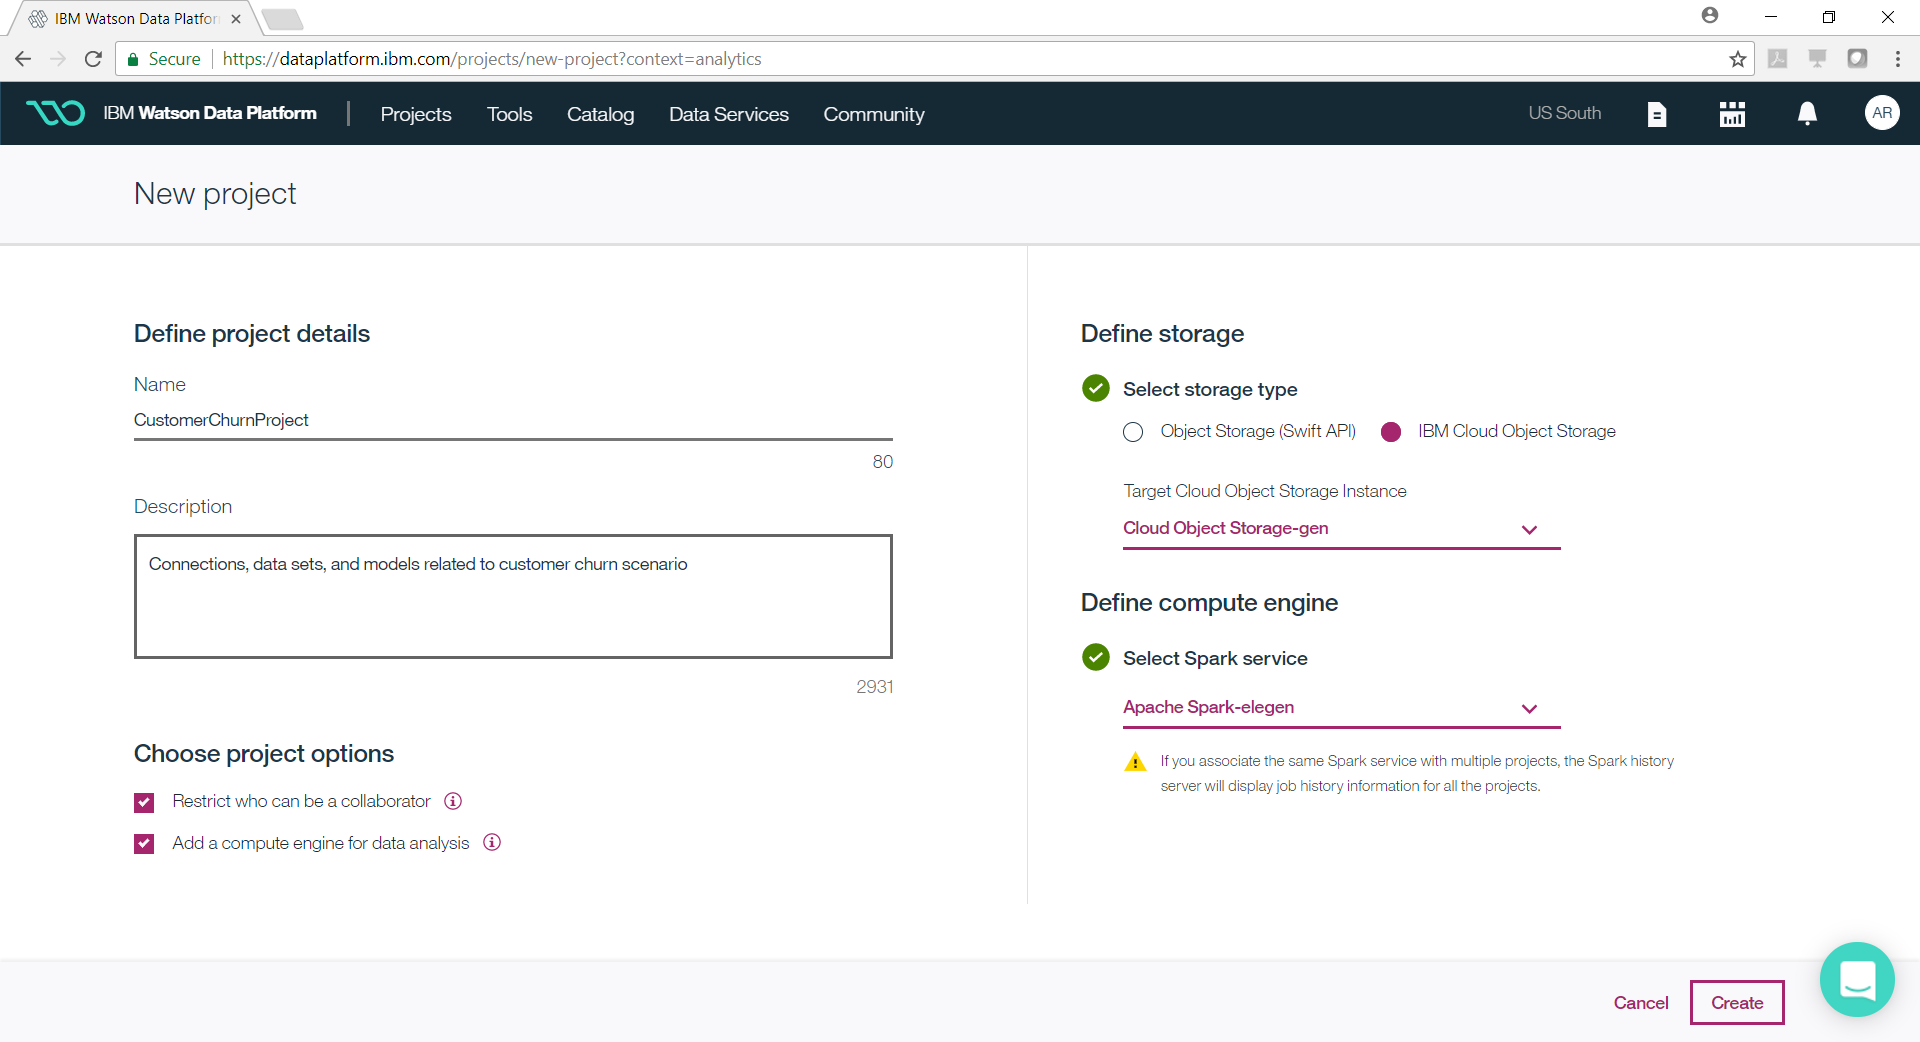 IBM Watson Data Platfor
Secure https://dataplatform.ibm.com/projects/new-project?context=analytics
IBM Watson Data Platform Projects Tools Catalog Data Services Community US South AR
New project
Define project details
Name
CustomerChurnProject
80
Description
Connections, data sets, and models related to customer churn scenario
2931
Choose project options
Restrict who can be a collaborator
Add a compute engine for data analysis
Define storage
Select storage type
Object Storage (Swift API) IBM Cloud Object Storage
Target Cloud Object Storage Instance
Cloud Object Storage-gen
Define compute engine
Select Spark service
Apache Spark-elegen
If you associate the same Spark service with multiple projects, the Spark history
server will display job history information for all the projects.
Cancel Create